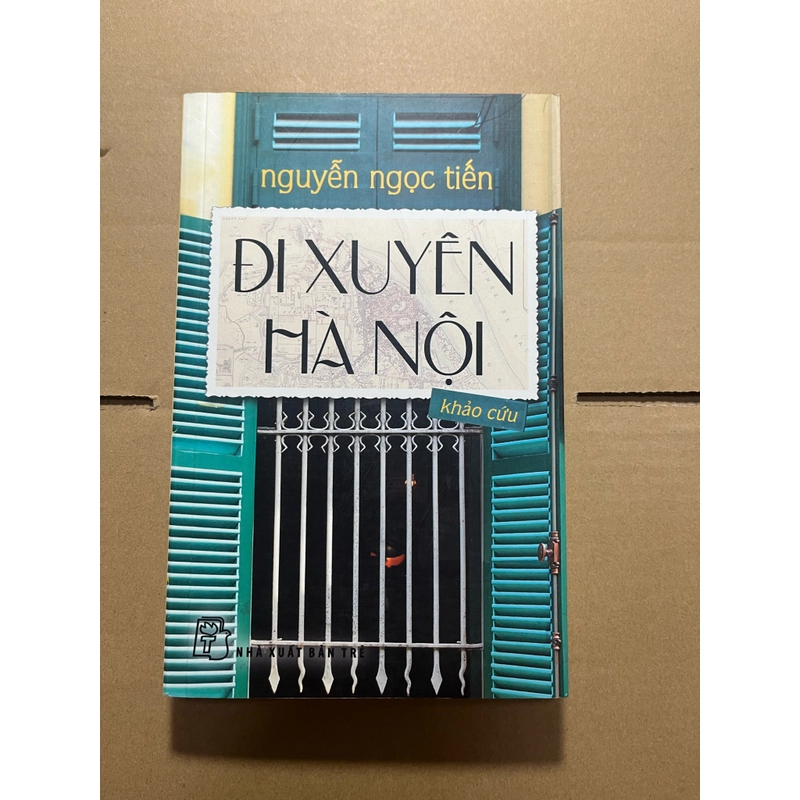 nguyễn ngọc tiến
ĐI XUYÊN
HÀ NỘI
khảo cứu
NHÀ XUẤT BẢN TRẺ